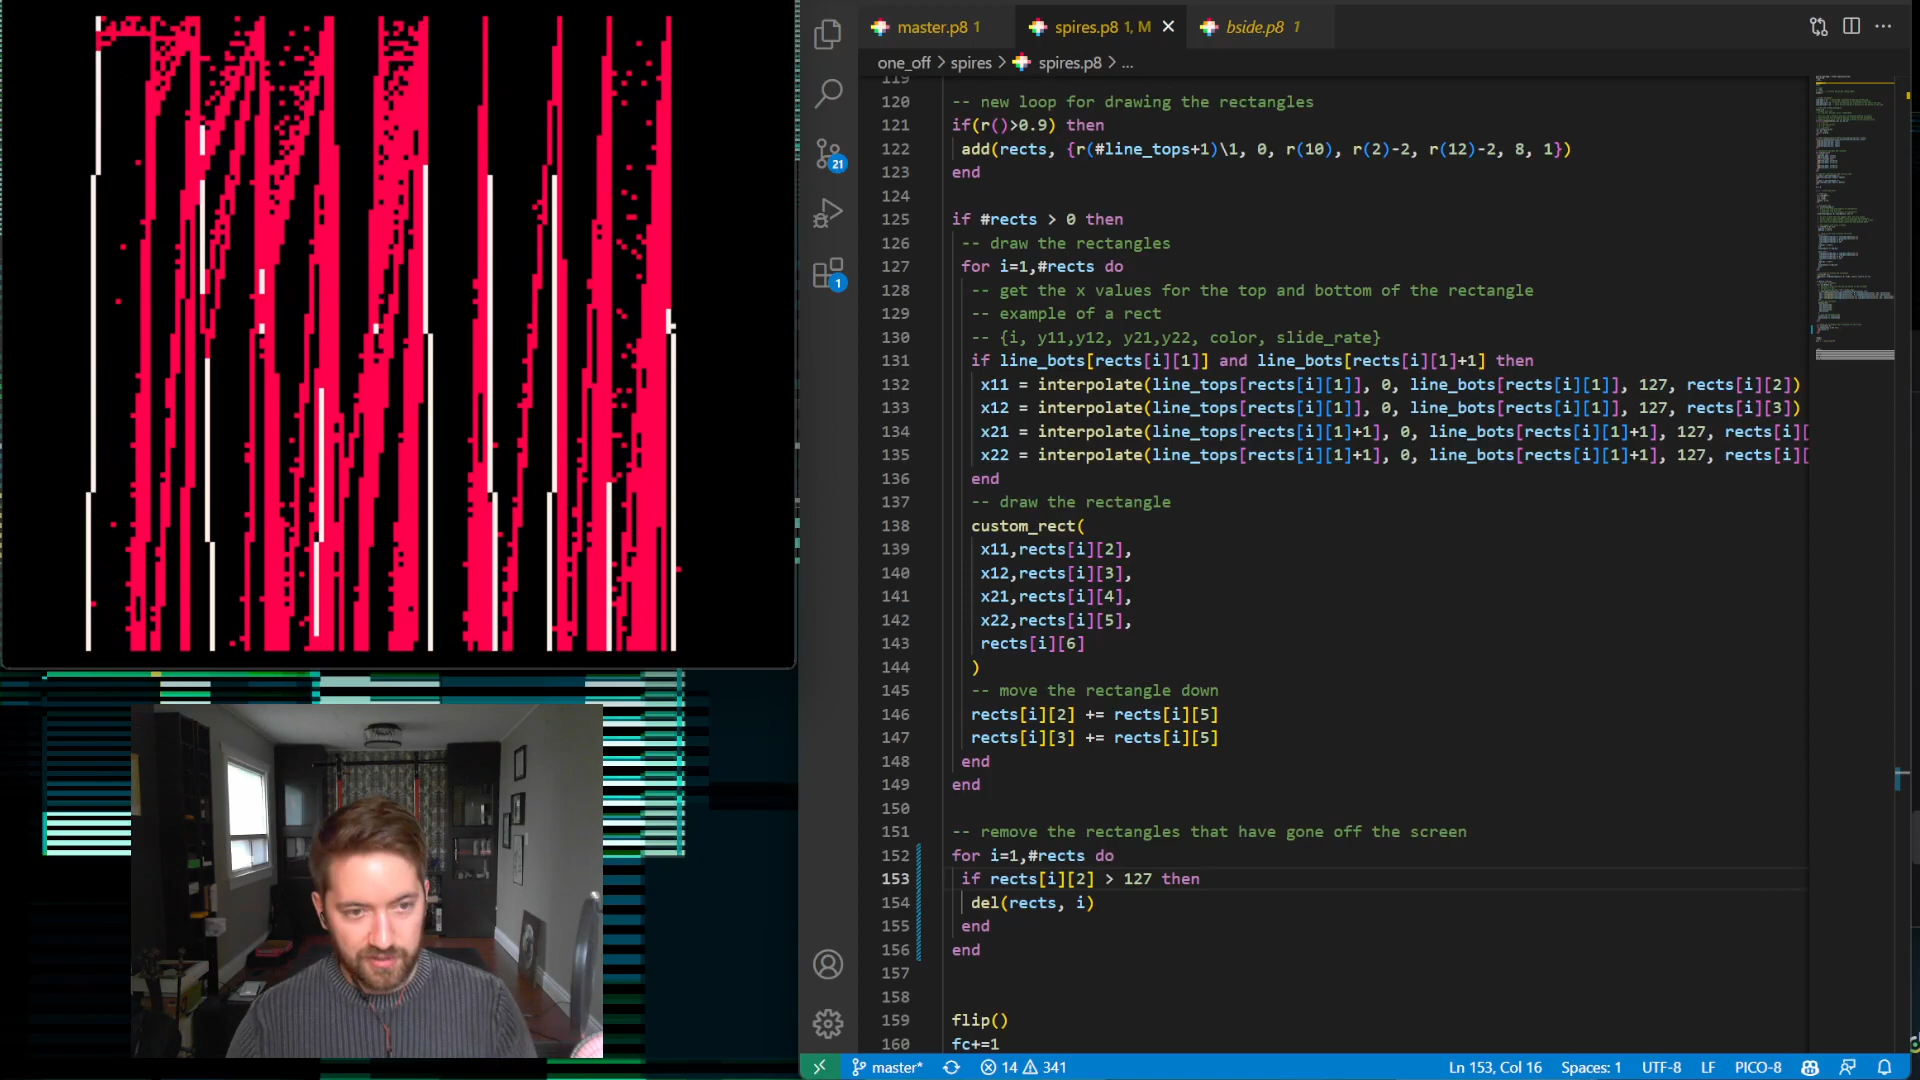 master.p8 1
spires.p8 1, M
bside.p8 1
one_off > spires > spires.p8 > ...
119
120 -- new loop for drawing the rectangles
121 if(r()>0.9) then
122 add(rects, {r(#line_tops+1)\1, 0, r(10), r(2)-2, r(12)-2, 8, 1})
123 end
124
125 if #rects > 0 then
126 -- draw the rectangles
127 for i=1,#rects do
128 -- get the x values for the top and bottom of the rectangle
129 -- example of a rect
130 -- {i, y11,y12, y21,y22, color, slide_rate}
131 if line_bots[rects[i][1]] and line_bots[rects[i][1]+1] then
132 x11 = interpolate(line_tops[rects[i][1]], 0, line_bots[rects[i][1]], 127, rects[i][2])
133 x12 = interpolate(line_tops[rects[i][1]], 0, line_bots[rects[i][1]], 127, rects[i][3])
134 x21 = interpolate(line_tops[rects[i][1]+1], 0, line_bots[rects[i][1]+1], 127, rects[i][
135 x22 = interpolate(line_tops[rects[i][1]+1], 0, line_bots[rects[i][1]+1], 127, rects[i][
136 end
137 -- draw the rectangle
138 custom_rect(
139 x11,rects[i][2],
140 x12,rects[i][3],
141 x21,rects[i][4],
142 x22,rects[i][5],
143 rects[i][6]
144 )
145 -- move the rectangle down
146 rects[i][2] += rects[i][5]
147 rects[i][3] += rects[i][5]
148 end
149 end
150
151 -- remove the rectangles that have gone off the screen
152 for i=1,#rects do
153 if rects[i][2] > 127 then
154 del(rects, i)
155 end
156 end
157
158
159 flip()
160 fc+=1
21
1
master* 14 341 Ln 153, Col 16 Spaces: 1 UTF-8 LF PICO-8